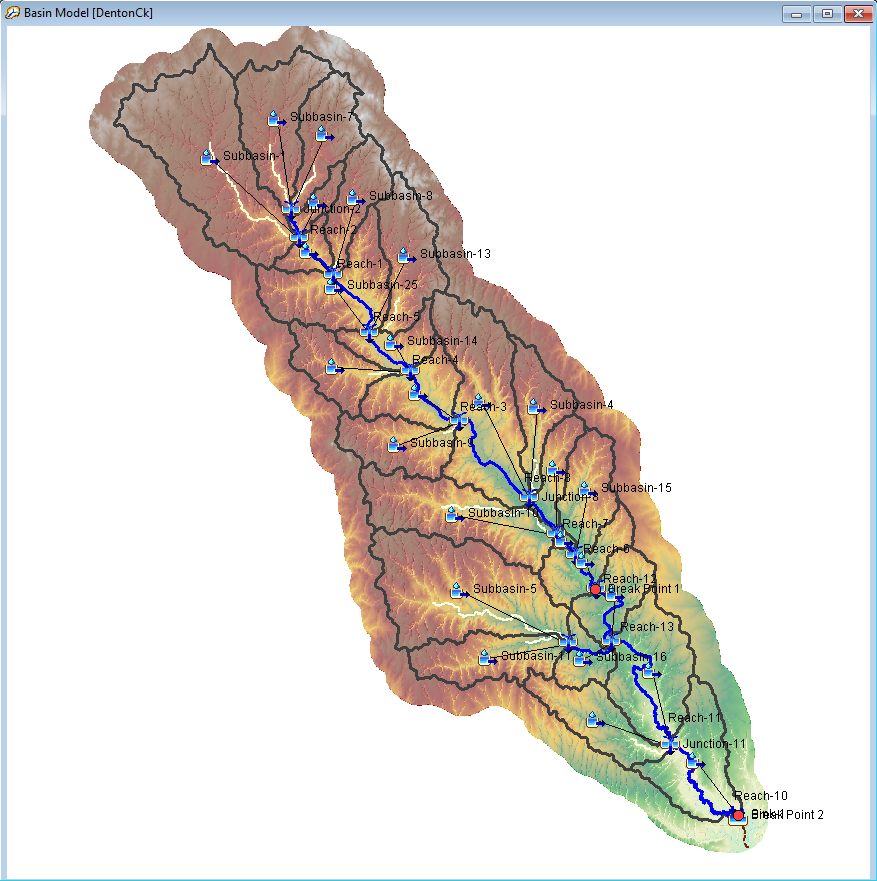 Basin Model [DentonCk]
Subbasin-7
Subbasin-1
Subbasin-8
Junction-2
Reach-2
Subbasin-13
Reach-1
Subbasin-25
Reach-5
Subbasin-14
Reach-4
Reach-3
Subbasin-4
Subbasin-9
Reach-8
Subbasin-15
Junction-8
Subbasin-10
Reach-7
Reach-6
Reach-12
Subbasin-5
Break Point 1
Reach-13
Subbasin-11
Subbasin-16
Reach-11
Junction-11
Reach-10
Break Point 2